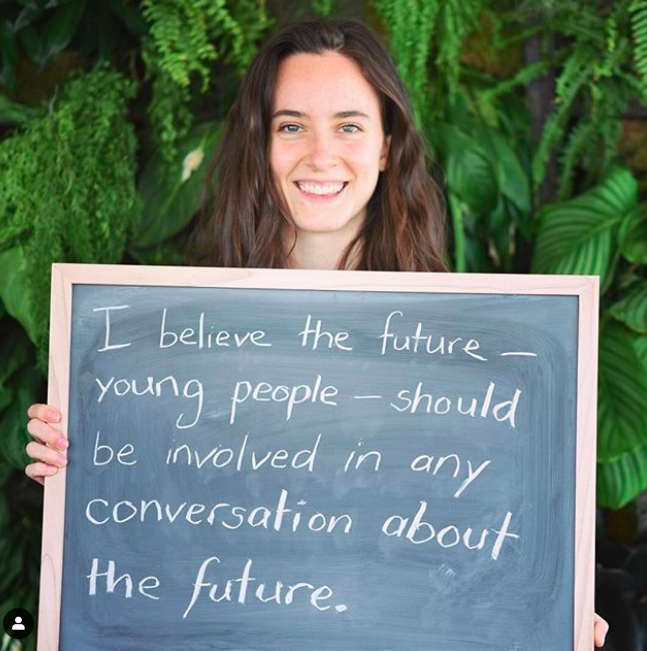 I believe the future —
young people — should
be involved in any
conversation about
the future.